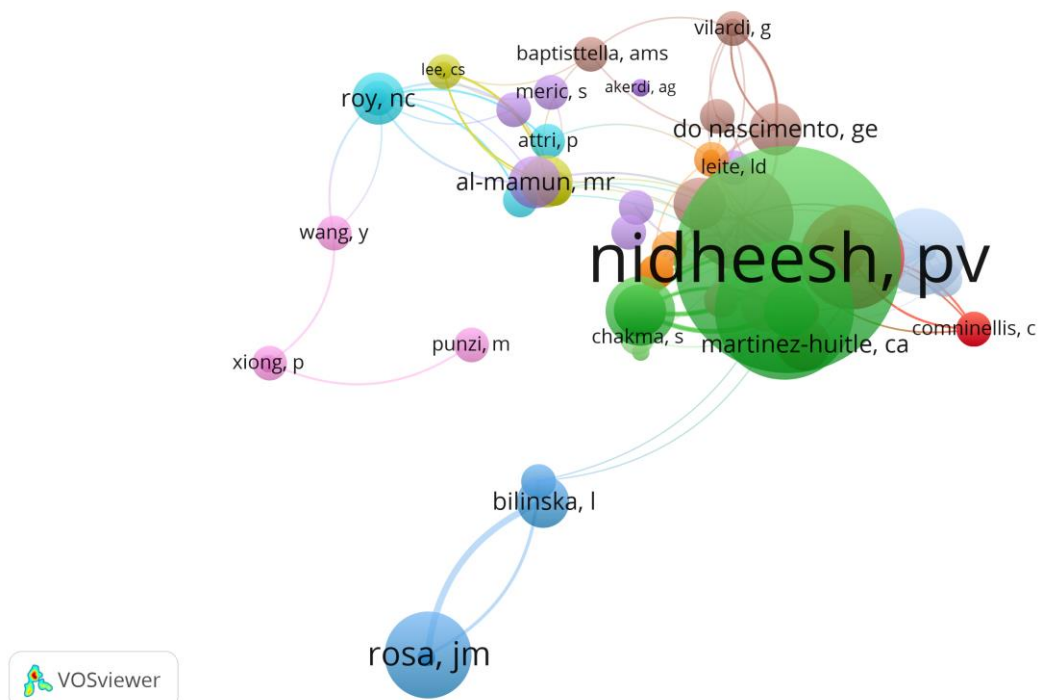 vilardi, g
baptisttella, ams
lee, cs
akerdi, ag
meric, s
roy, nc
do nascimento, ge
attri, p
leite, ld
al-mamun, mr
wang, y
nidheesh, pv
comninellis, c
chakma, s
martinez-huitle, ca
punzi, m
xiong, p
bilinska, l
rosa, jm
VOSviewer